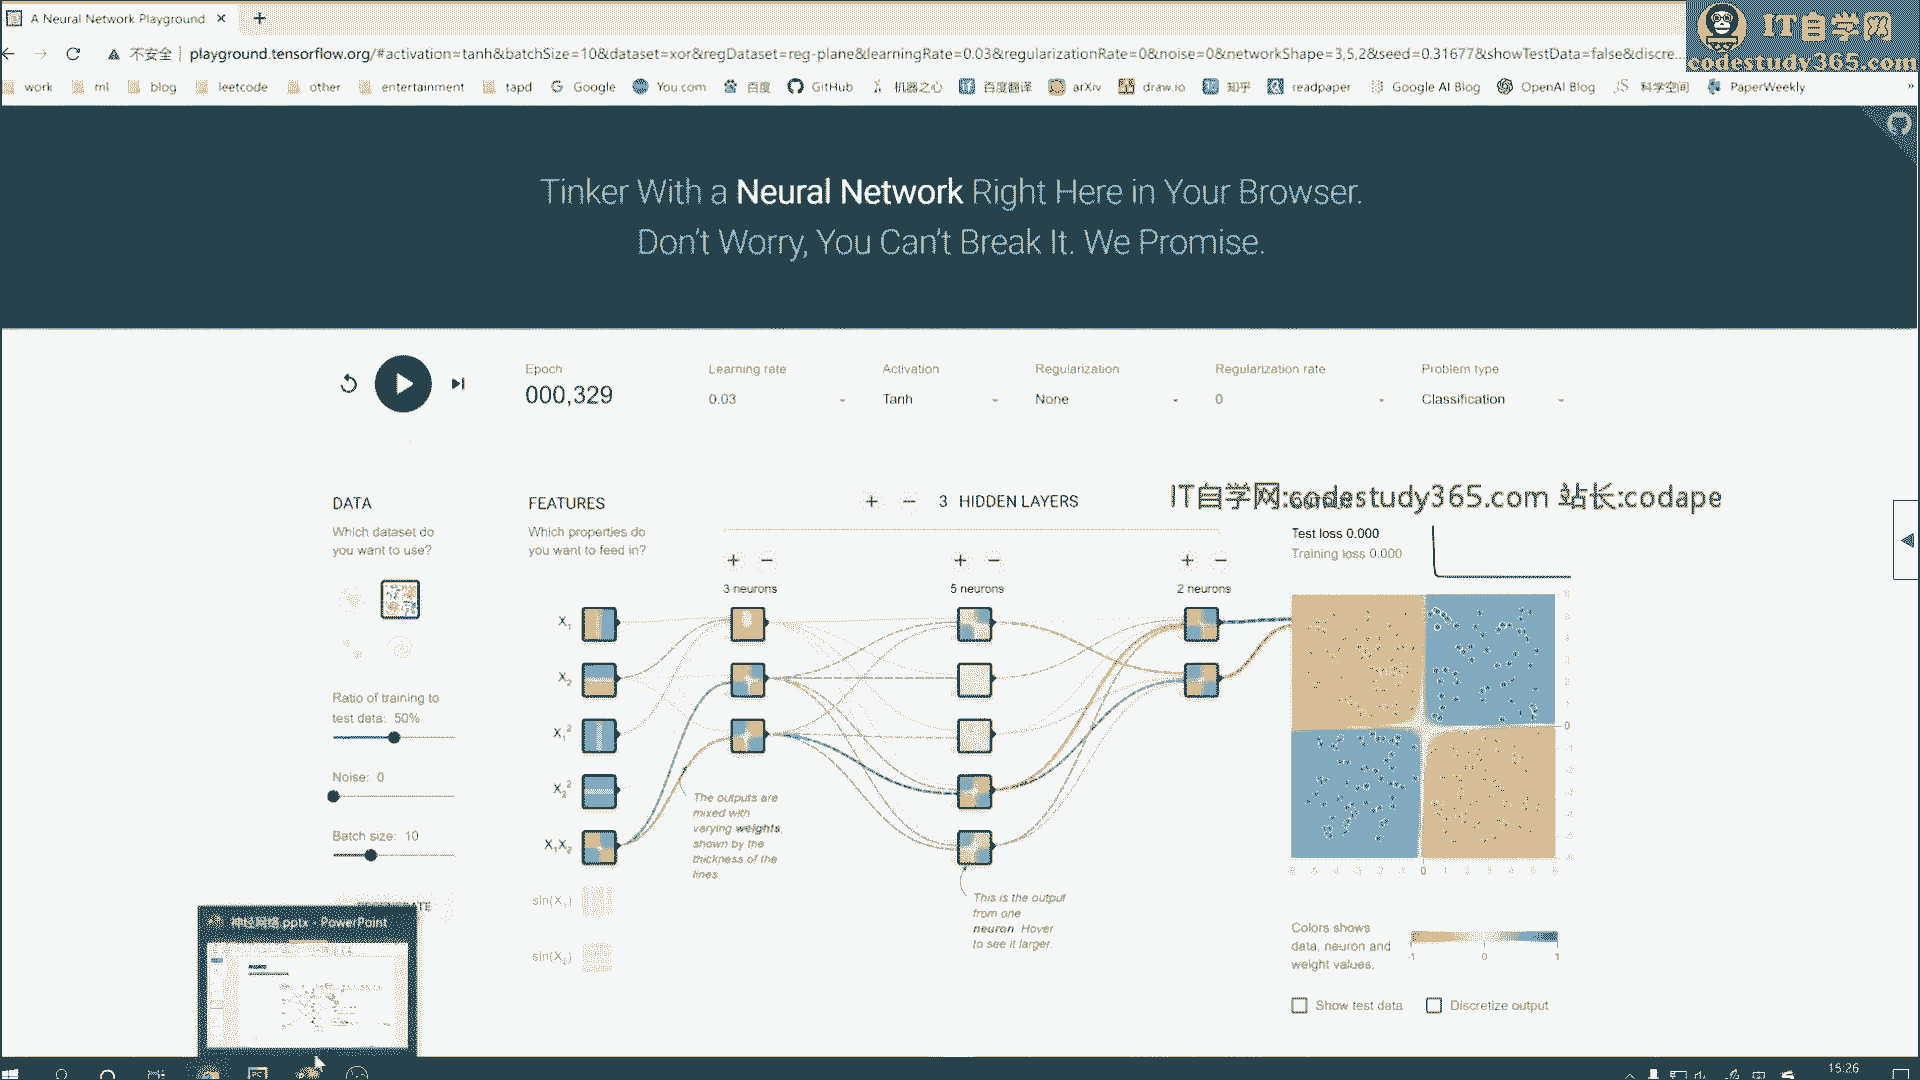 A Neural Network Playground
IT自学网
codestudy365.com
不安全 | playground.tensorflow.org/#activation=tanh&batchSize=10&dataset=xor&regDataset=reg-plane&learningRate=0.03&regularizationRate=0&noise=0&networkShape=3,5,2&seed=0.31677&showTestData=false&discre...
work ml blog leetcode other entertainment tapd Google You.com 百度 GitHub 机器之心 百度翻译 arXiv draw.io 知乎 readpaper Google AI Blog OpenAI Blog 科学空间 PaperWeekly »
Tinker With a Neural Network Right Here in Your Browser.
Don't Worry, You Can't Break It. We Promise.
Epoch Learning rate Activation Regularization Regularization rate Problem type
000,329 0.03 Tanh None 0 Classification
IT自学网:codestudy365.com 站长:codape
DATA FEATURES + − 3 HIDDEN LAYERS
Which dataset do you want to use?
Which properties do you want to feed in?
Test loss 0.000
Training loss 0.000
+ − + − + −
3 neurons 5 neurons 2 neurons
X₁
X₂
X₁²
X₂²
X₁X₂
sin(X₁)
sin(X₂)
Ratio of training to
test data: 50%
Noise: 0
Batch size: 10
The outputs are
mixed with
varying weights,
shown by the
thickness of the
lines.
This is the output
from one
neuron. Hover
to see it larger.
神经网络.pptx - PowerPoint
Colors shows
data, neuron and
weight values.
-1 0 1
Show test data Discretize output
15:26